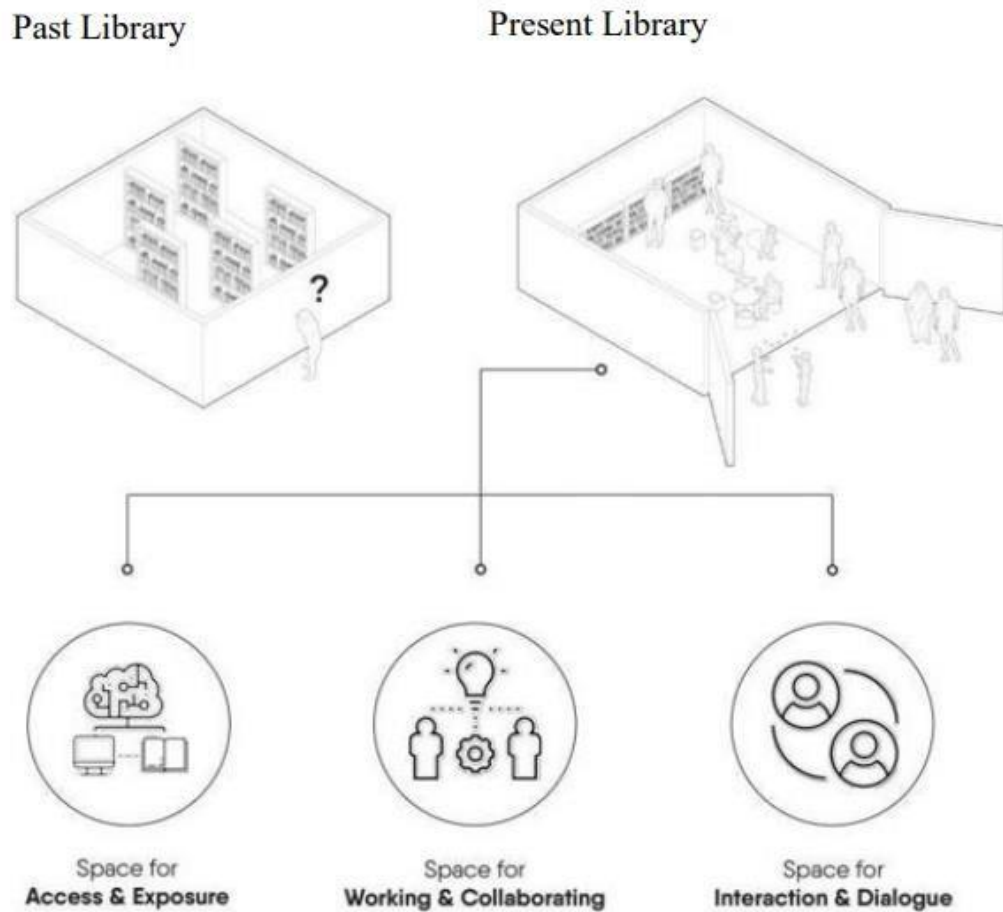 Past Library
Present Library
?
Space for
Access & Exposure
Space for
Working & Collaborating
Space for
Interaction & Dialogue